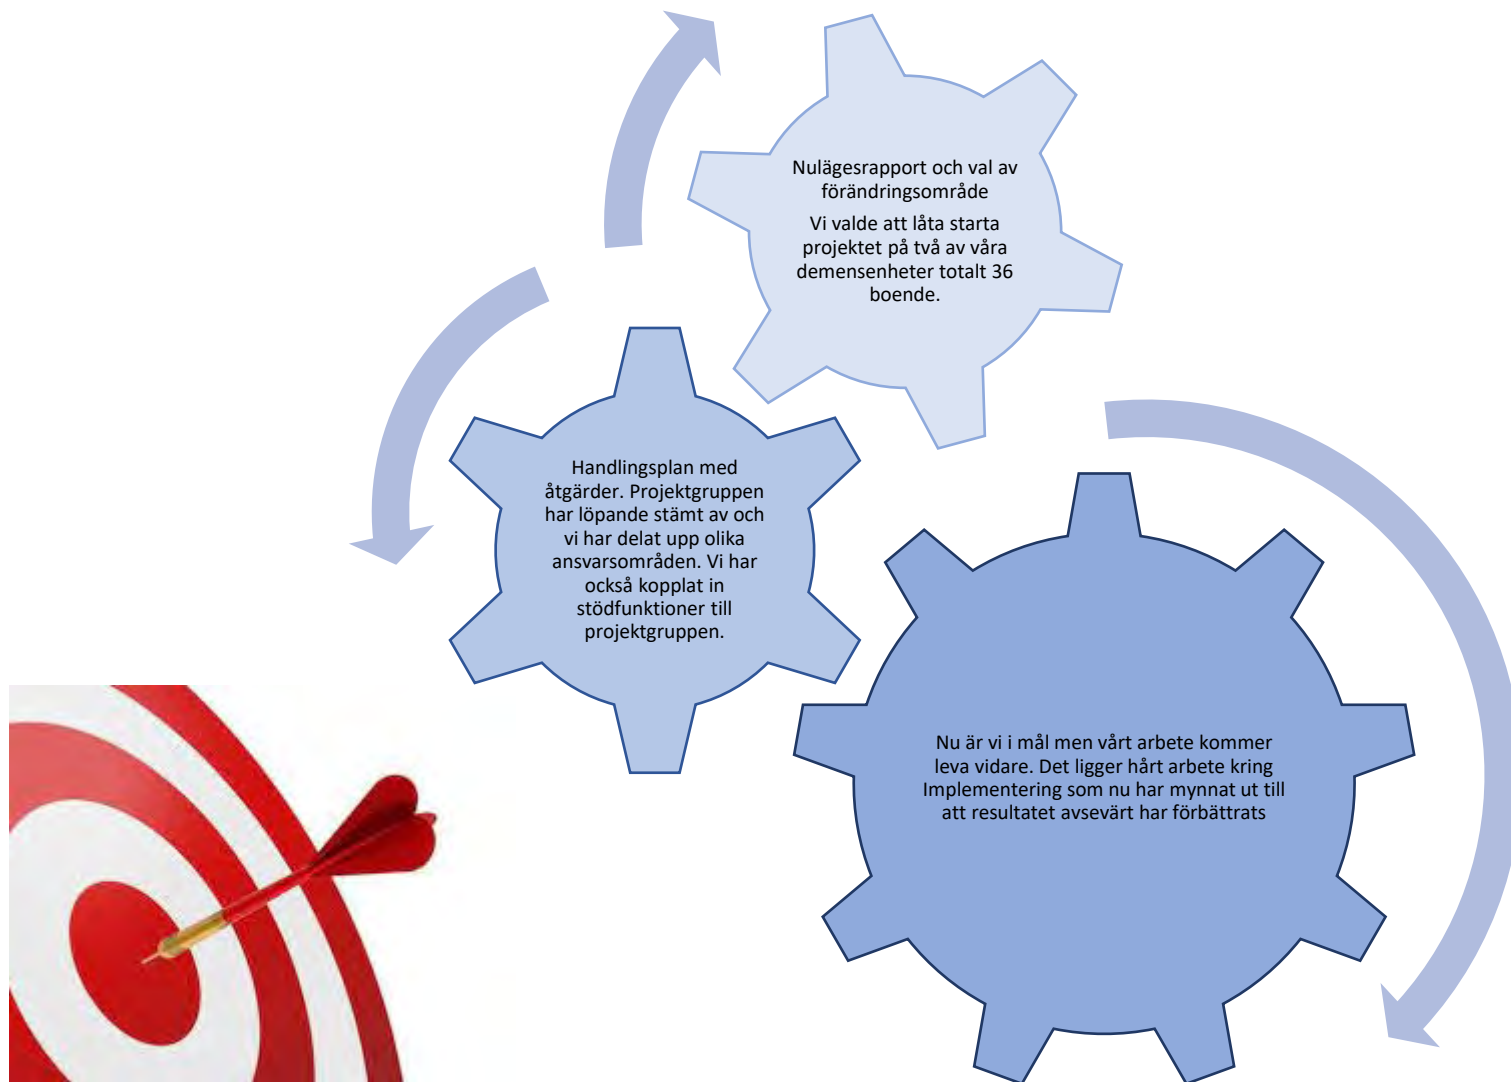 Nulägesrapport och val av
förändringsområde
Vi valde att låta starta
projektet på två av våra
demensenheter totalt 36
boende.
Handlingsplan med
åtgärder. Projektgruppen
har löpande stämt av och
vi har delat upp olika
ansvarsområden. Vi har
också kopplat in
stödfunktioner till
projektgruppen.
Nu är vi i mål men vårt arbete kommer
leva vidare. Det ligger hårt arbete kring
Implementering som nu har mynnat ut till
att resultatet avsevärt har förbättrats